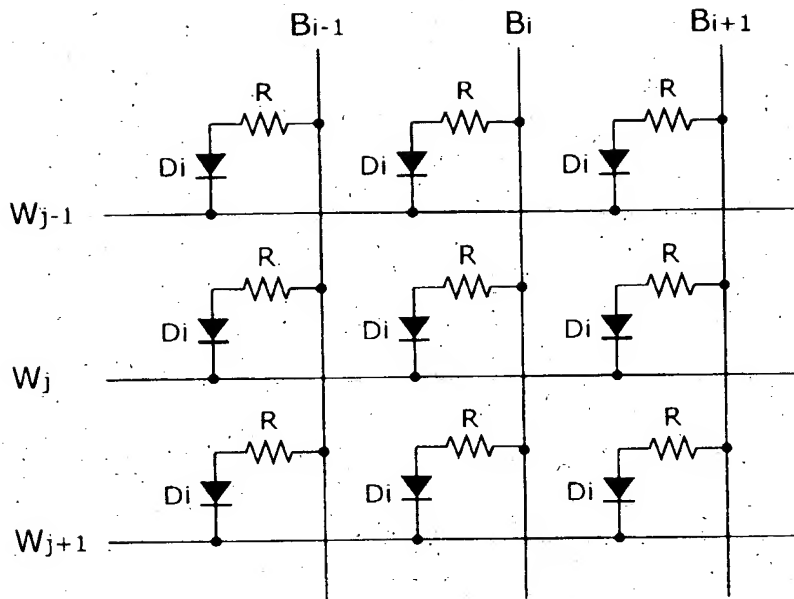 Bi-1 Bi Bi+1
R R R
Di Di Di
Wj-1
R R R
Di Di Di
Wj
R R R
Di Di Di
Wj+1